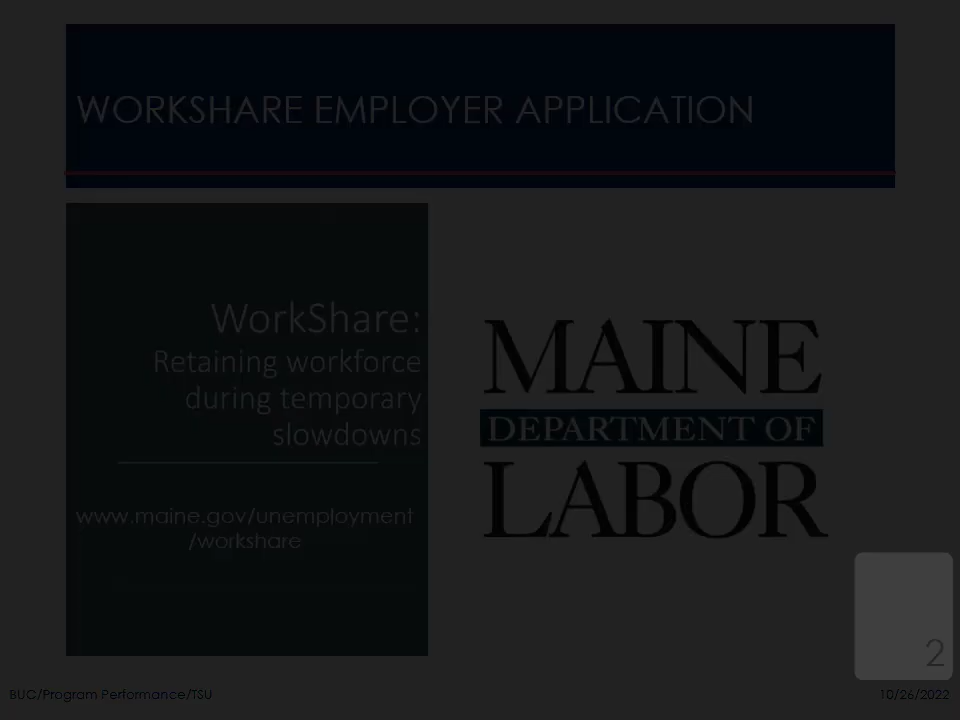 WORKSHARE EMPLOYER APPLICATION
WorkShare:
Retaining workforce
during temporary
slowdowns
www.maine.gov/unemployment
/workshare
MAINE
DEPARTMENT OF
LABOR
2
BUC/Program Performance/TSU
10/26/2022